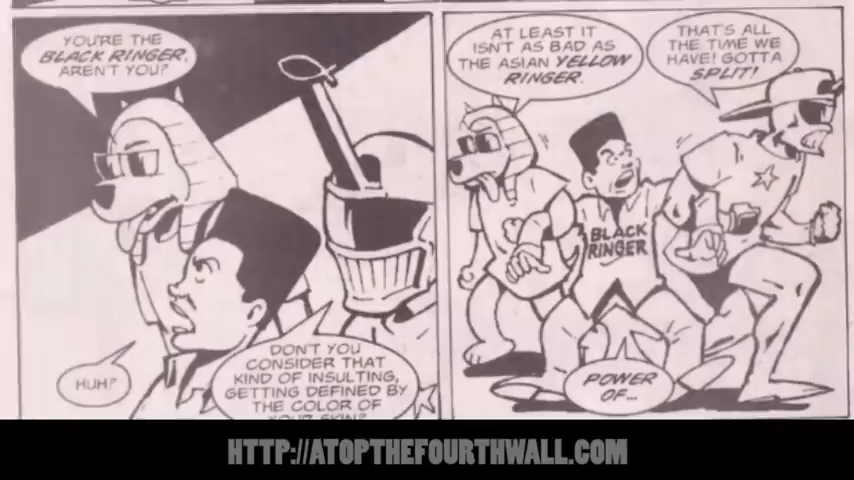 YOU'RE THE
BLACK RINGER,
AREN'T YOU?
HUH?
DON'T YOU
CONSIDER THAT
KIND OF INSULTING,
GETTING DEFINED BY
THE COLOR OF
YOUR SKIN?
AT LEAST IT
ISN'T AS BAD AS
THE ASIAN YELLOW
RINGER.
THAT'S ALL
THE TIME WE
HAVE! GOTTA
SPLIT!
BLACK
RINGER
POWER
OF...
HTTP://ATOPTHEFOURTHWALL.COM